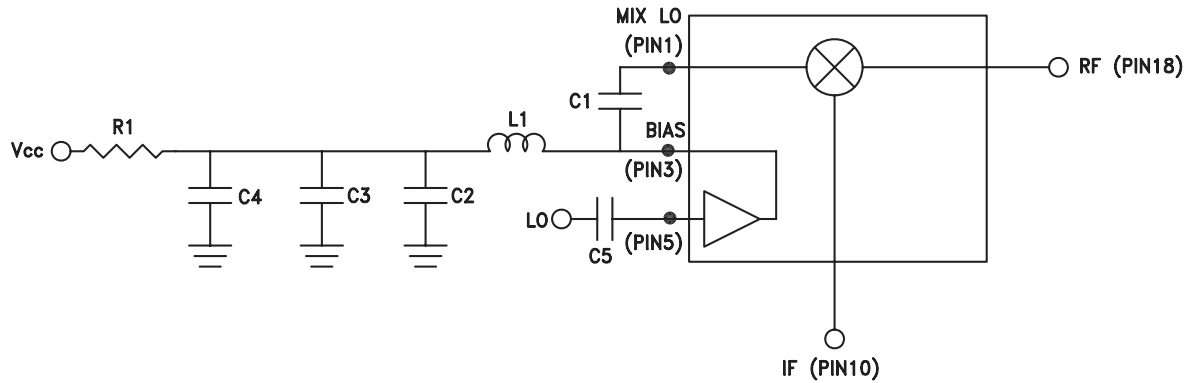 MIX LO
(PIN1)
RF (PIN18)
C1
L1
BIAS
R1
Vcc
(PIN3)
C4
C3
C2
LO
(PIN5)
C5
IF (PIN10)